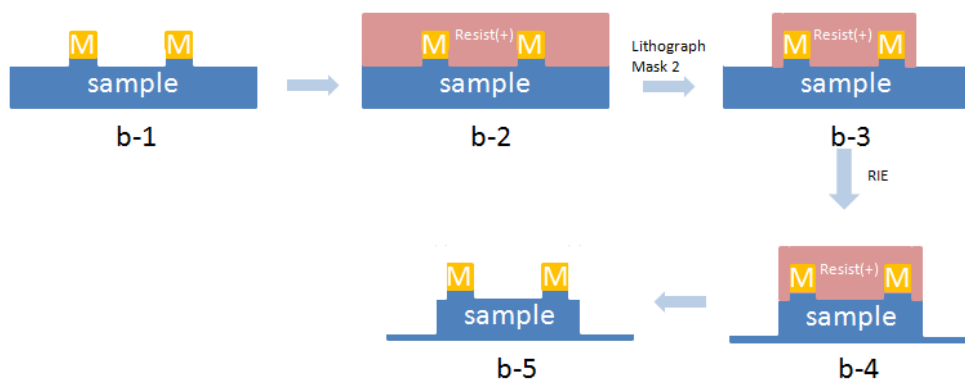 M M
sample
b-1
Resist(+)
M M
sample
b-2
Lithograph
Mask 2
Resist(+)
M M
sample
b-3
RIE
M M
sample
b-5
Resist(+)
M M
sample
b-4